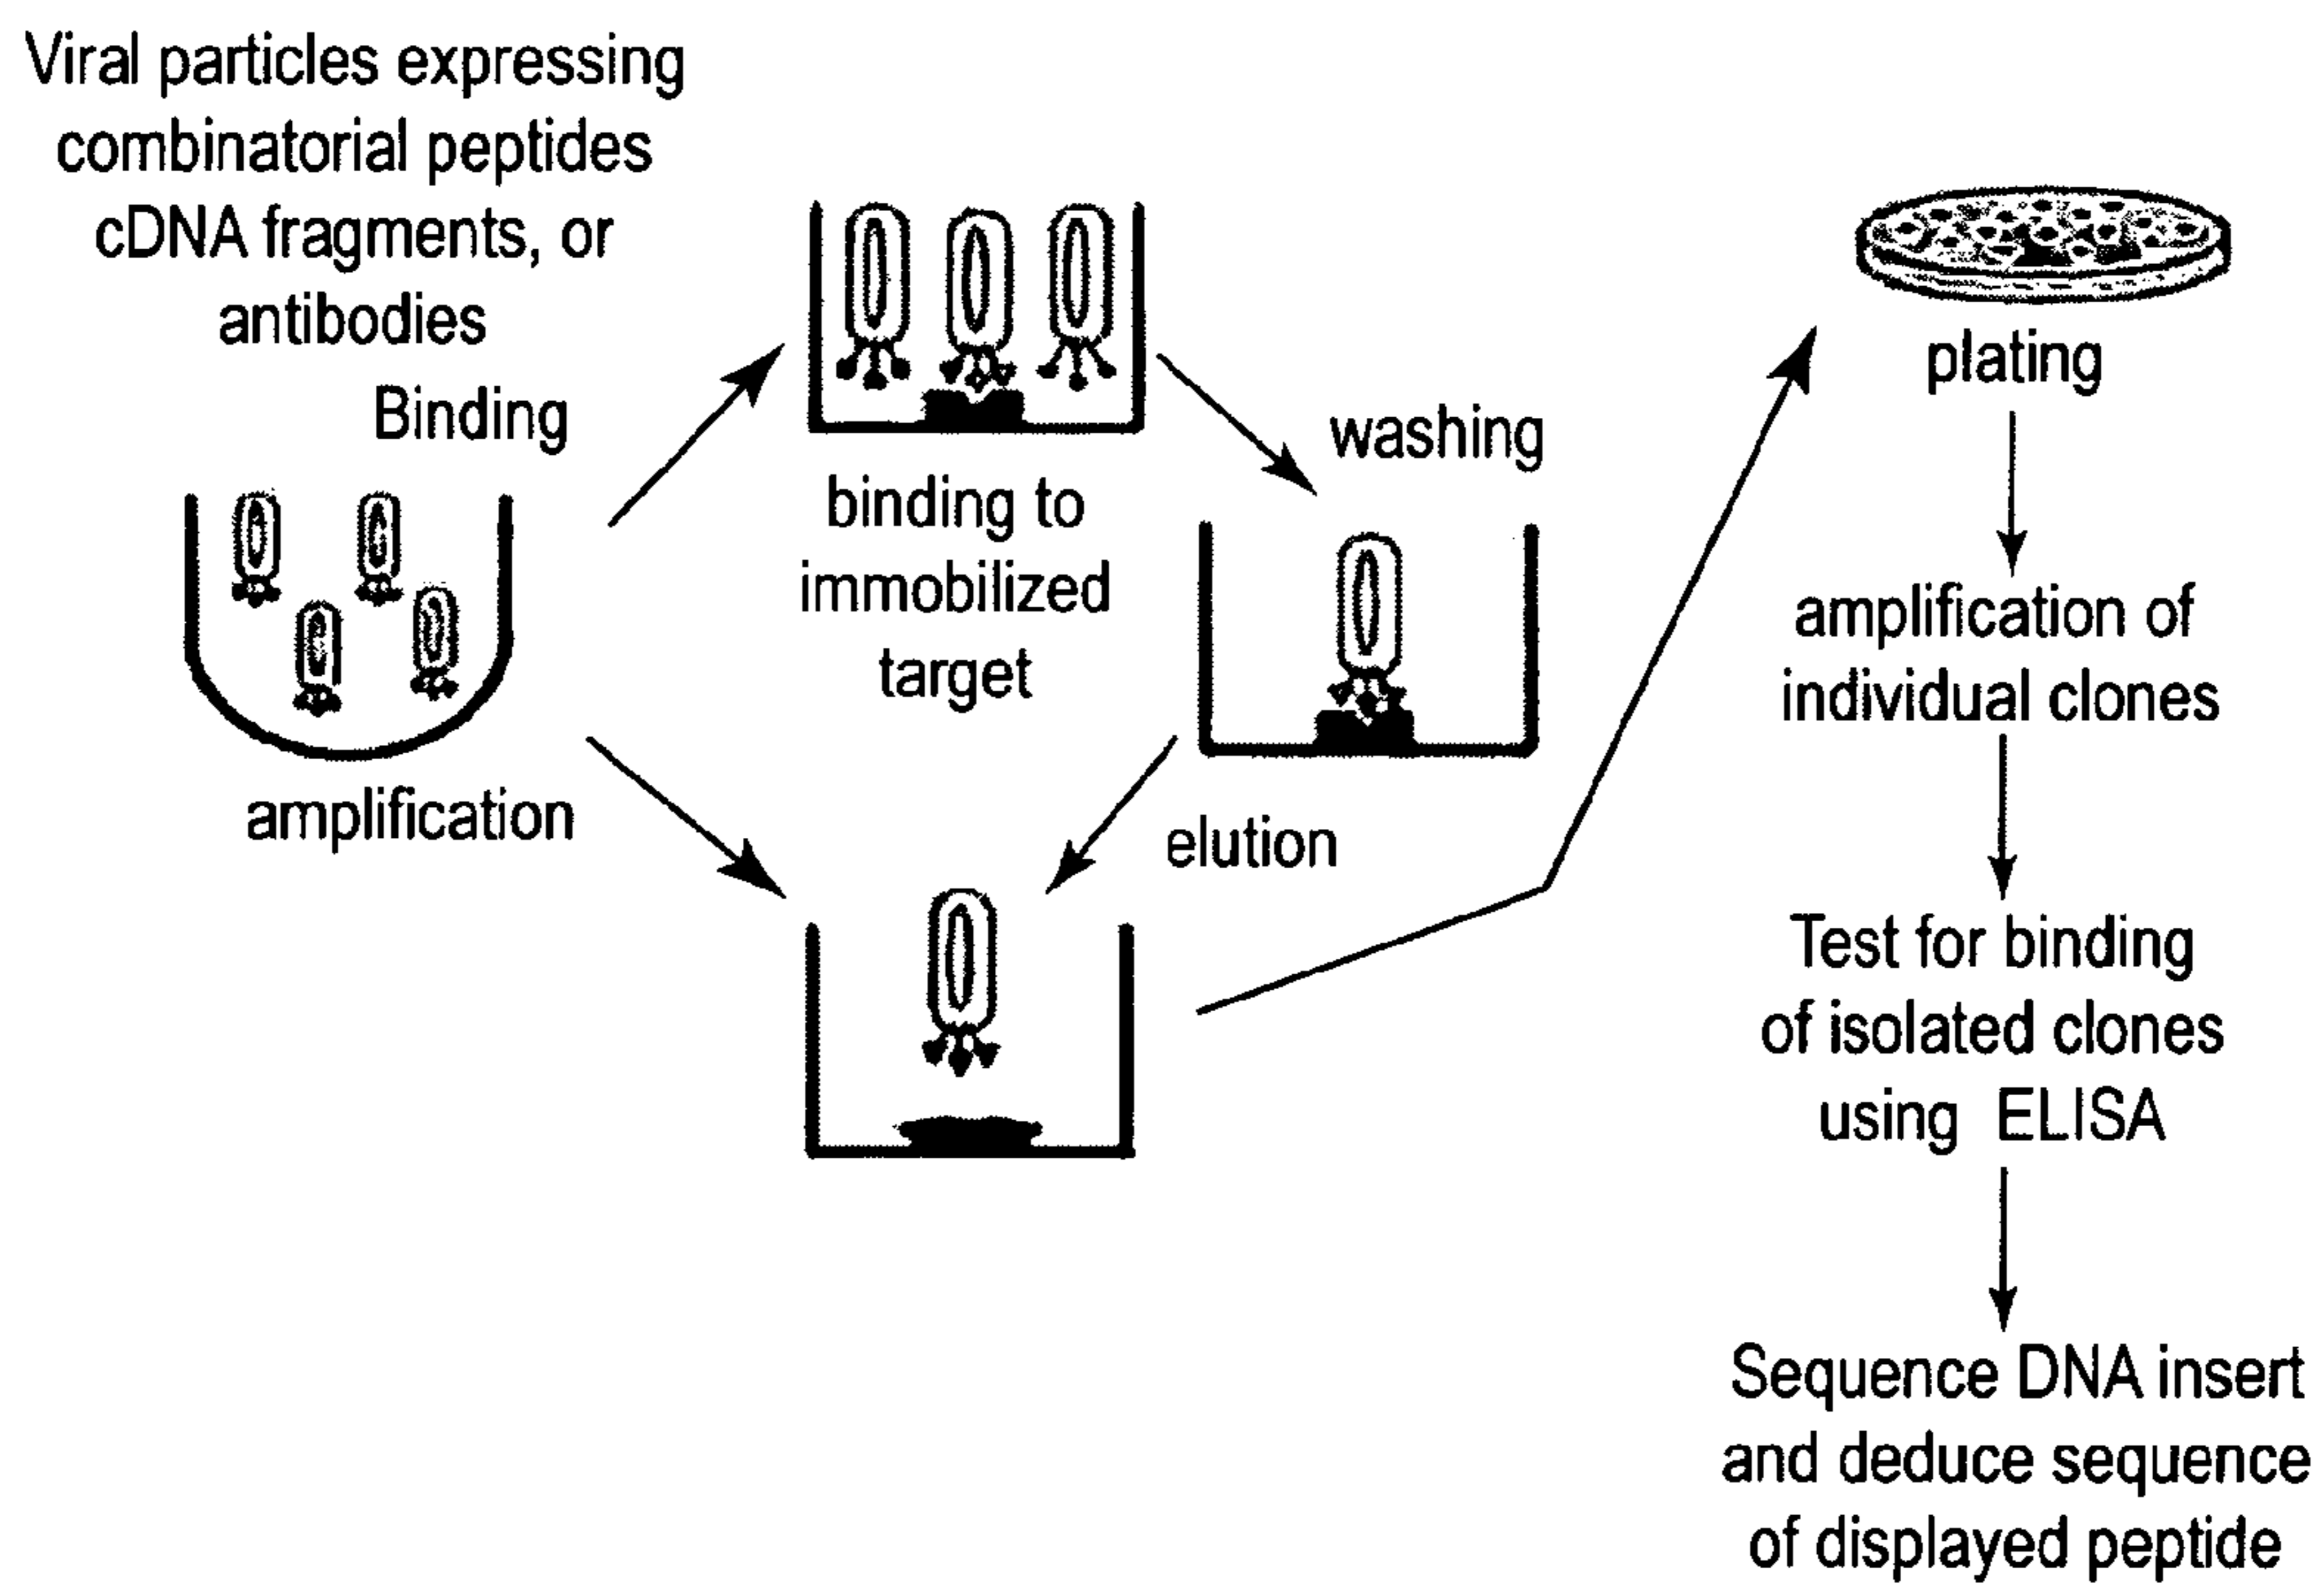 Viral particles expressing
combinatorial peptides
cDNA fragments, or
antibodies
Binding
amplification
binding to
immobilized
target
washing
elution
plating
amplification of
individual clones
Test for binding
of isolated clones
using ELISA
Sequence DNA insert
and deduce sequence
of displayed peptide